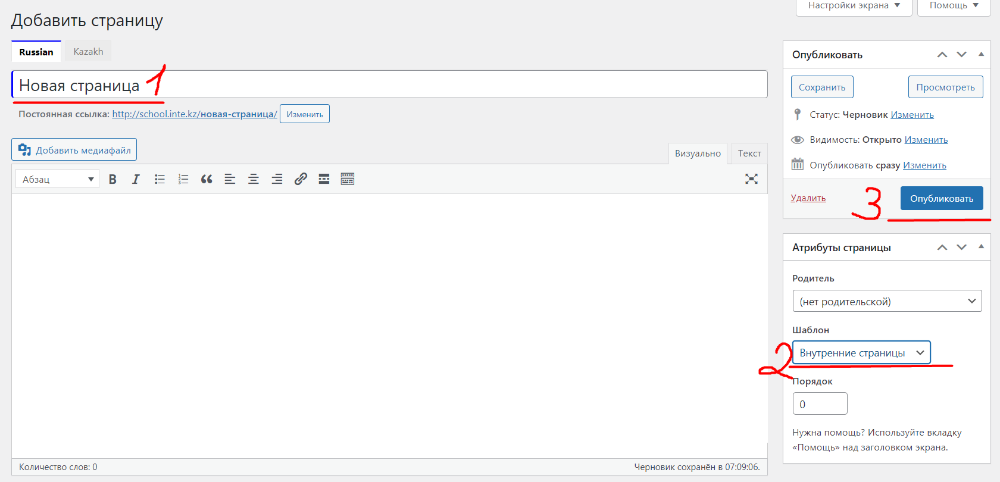 Настройки экрана
Помощь
Добавить страницу
Russian
Kazakh
Новая страница 1
Постоянная ссылка: http://school.inte.kz/новая-страница/ Изменить
Добавить медиафайл
Визуально
Текст
Абзац
Количество слов: 0
Черновик сохранён в 07:09:06.
Опубликовать
Сохранить
Просмотреть
Статус: Черновик Изменить
Видимость: Открыто Изменить
Опубликовать сразу Изменить
Удалить
3
Опубликовать
Атрибуты страницы
Родитель
(нет родительской)
Шаблон
2
Внутренние страницы
Порядок
0
Нужна помощь? Используйте вкладку
«Помощь» над заголовком экрана.